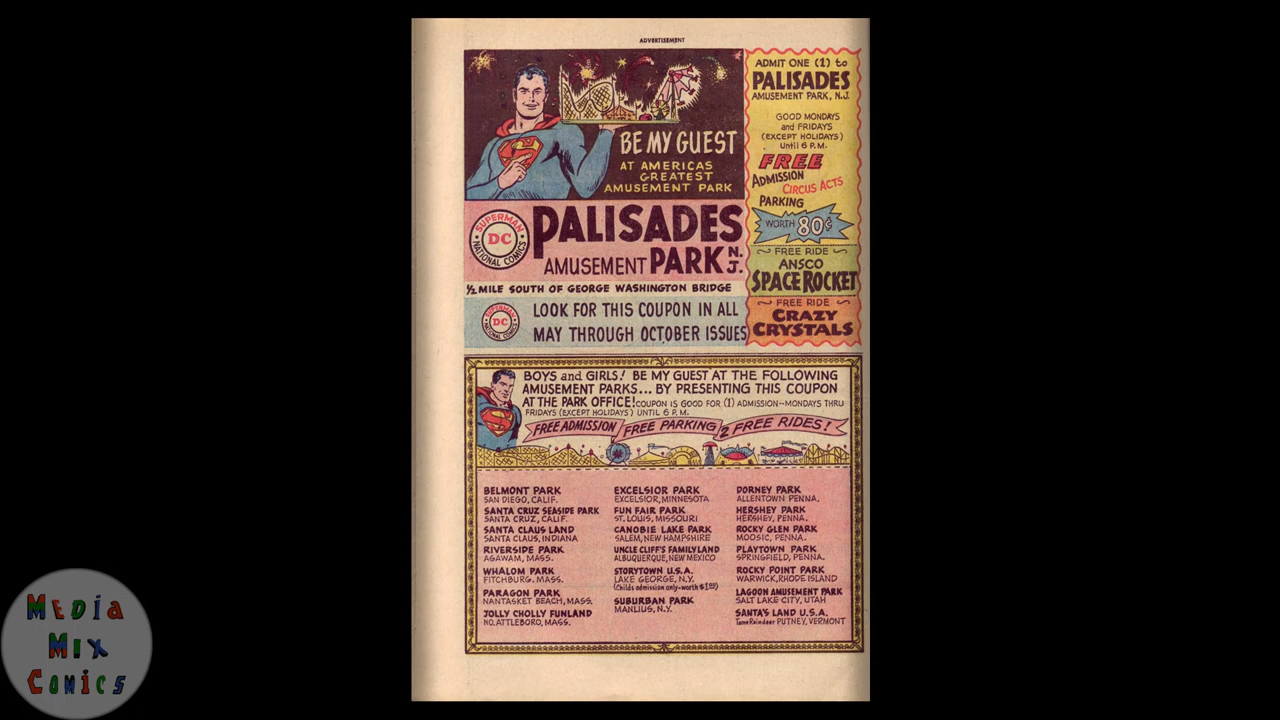 ADVERTISEMENT
BE MY GUEST
AT AMERICAS
GREATEST
AMUSEMENT PARK
SUPERMAN
DC
NATIONAL COMICS
PALISADES
AMUSEMENT PARK N.J.
1/2 MILE SOUTH OF GEORGE WASHINGTON BRIDGE
SUPERMAN
DC
NATIONAL COMICS
LOOK FOR THIS COUPON IN ALL
MAY THROUGH OCTOBER ISSUES
ADMIT ONE (1) to
PALISADES
AMUSEMENT PARK, N.J.
GOOD MONDAYS
and FRIDAYS
(EXCEPT HOLIDAYS)
Until 6 P.M.
FREE
ADMISSION
CIRCUS ACTS
PARKING
WORTH 80¢
FREE RIDE
ANSCO
SPACE ROCKET
FREE RIDE
CRAZY
CRYSTALS
BOYS and GIRLS! BE MY GUEST AT THE FOLLOWING
AMUSEMENT PARKS... BY PRESENTING THIS COUPON
AT THE PARK OFFICE! COUPON IS GOOD FOR (1) ADMISSION--MONDAYS THRU
FRIDAYS (EXCEPT HOLIDAYS) UNTIL 6 P.M.
FREE ADMISSION FREE PARKING 2 FREE RIDES!
BELMONT PARK
SAN DIEGO, CALIF.
SANTA CRUZ SEASIDE PARK
SANTA CRUZ, CALIF.
SANTA CLAUS LAND
SANTA CLAUS, INDIANA
RIVERSIDE PARK
AGAWAM, MASS.
WHALOM PARK
FITCHBURG, MASS.
PARAGON PARK
NANTASKET BEACH, MASS.
JOLLY CHOLLY FUNLAND
NO. ATTLEBORO, MASS.
EXCELSIOR PARK
EXCELSIOR, MINNESOTA
FUN FAIR PARK
ST. LOUIS, MISSOURI
CANOBIE LAKE PARK
SALEM, NEW HAMPSHIRE
UNCLE CLIFF'S FAMILYLAND
ALBUQUERQUE, NEW MEXICO
STORYTOWN U.S.A.
LAKE GEORGE, N.Y.
(Childs admission only-worth $1.00)
SUBURBAN PARK
MANLIUS, N.Y.
DORNEY PARK
ALLENTOWN PENNA.
HERSHEY PARK
HERSHEY, PENNA.
ROCKY GLEN PARK
MOOSIC, PENNA.
PLAYTOWN PARK
SPRINGFIELD, PENNA.
ROCKY POINT PARK
WARWICK, RHODE ISLAND
LAGOON AMUSEMENT PARK
SALT LAKE CITY, UTAH
SANTA'S LAND U.S.A.
Tame Reindeer PUTNEY, VERMONT
MEDIA
MIX
COMICS